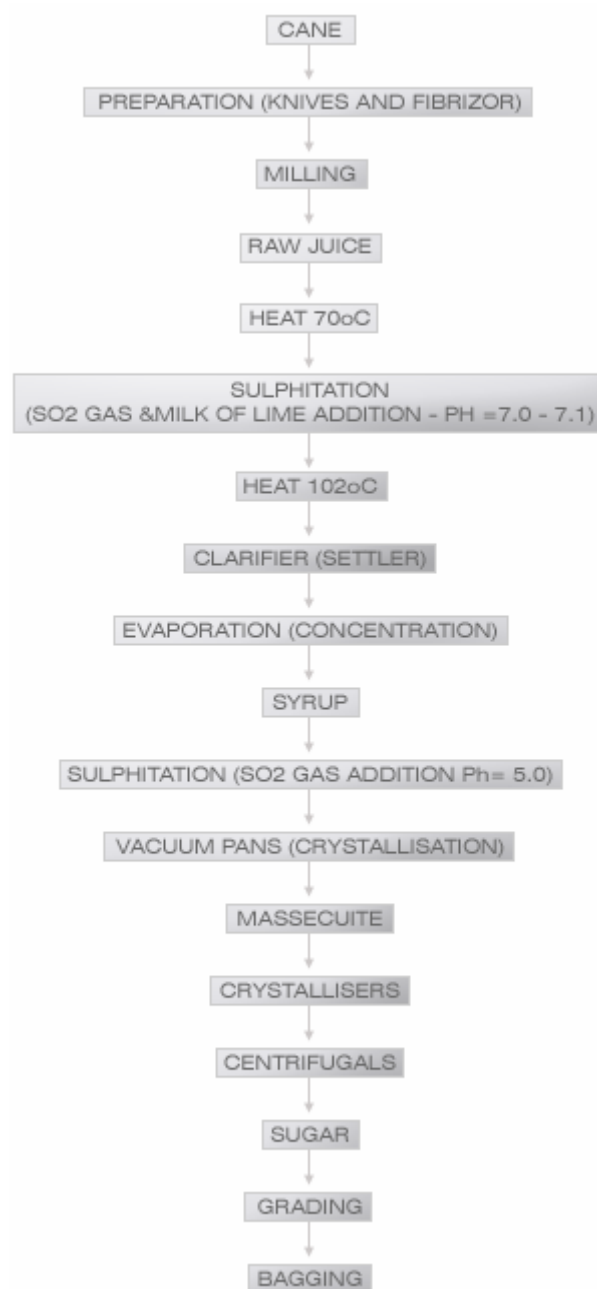 CANE
PREPARATION (KNIVES AND FIBRIZOR)
MILLING
RAW JUICE
HEAT 70oC
SULPHITATION
(SO2 GAS &MILK OF LIME ADDITION - PH =7.0 - 7.1)
HEAT 102oC
CLARIFIER (SETTLER)
EVAPORATION (CONCENTRATION)
SYRUP
SULPHITATION (SO2 GAS ADDITION Ph= 5.0)
VACUUM PANS (CRYSTALLISATION)
MASSECUITE
CRYSTALLISERS
CENTRIFUGALS
SUGAR
GRADING
BAGGING